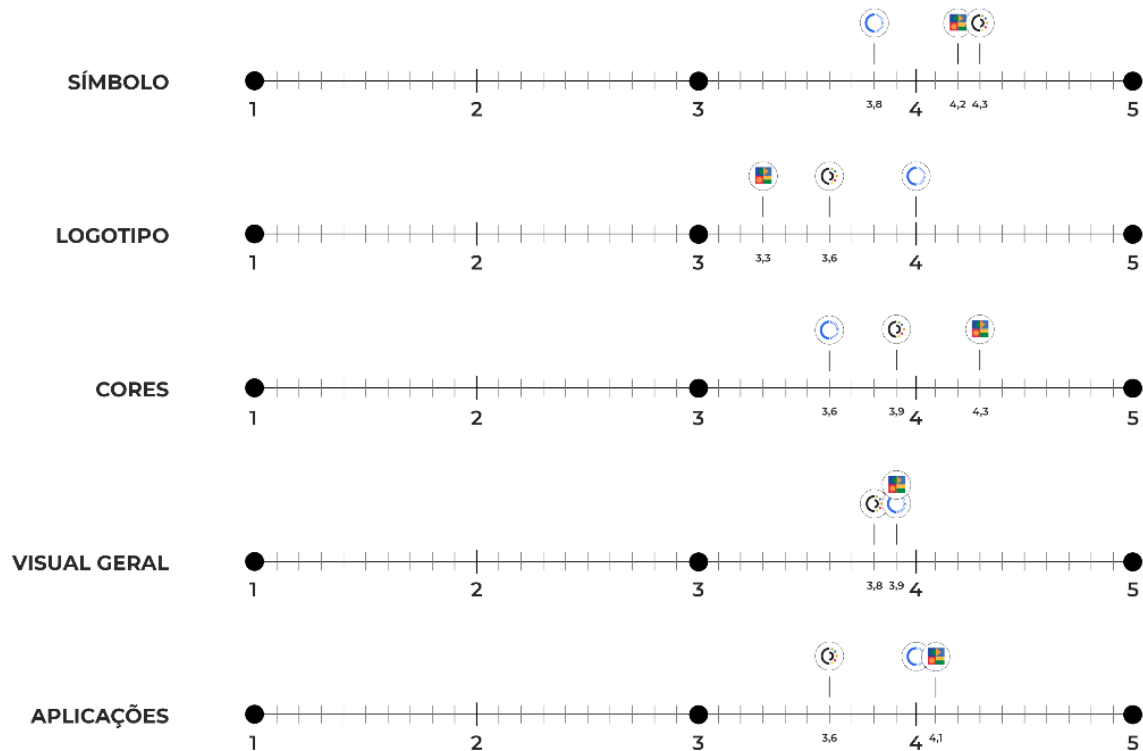 SÍMBOLO
1 2 3 3,8 4 4,2 4,3 5
LOGOTIPO
1 2 3 3,3 3,6 4 5
CORES
1 2 3 3,6 3,9 4 4,3 5
VISUAL GERAL
1 2 3 3,8 3,9 4 5
APLICAÇÕES
1 2 3 3,6 4 4,1 5